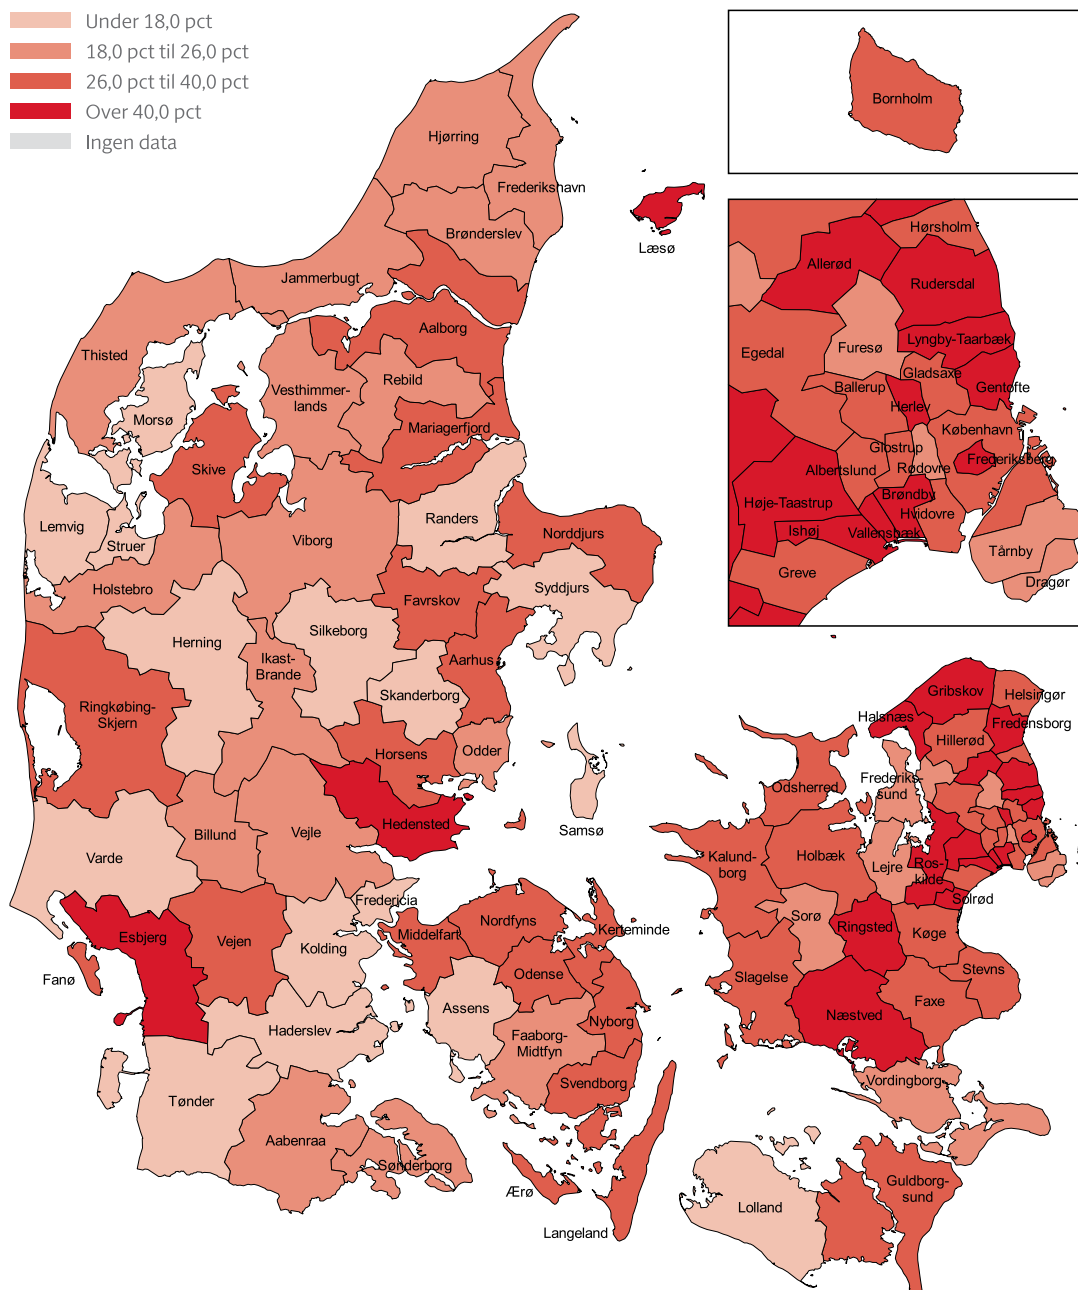 Under 18,0 pct
18,0 pct til 26,0 pct
26,0 pct til 40,0 pct
Over 40,0 pct
Ingen data
Hjørring
Frederikshavn
Brønderslev
Læsø
Jammerbugt
Aalborg
Thisted
Rebild
Vesthimmer-
lands
Morsø
Mariagerfjord
Skive
Randers
Lemvig
Struer
Viborg
Norddjurs
Holstebro
Favrskov
Syddjurs
Herning
Silkeborg
Ikast-
Brande
Aarhus
Skanderborg
Ringkøbing-
Skjern
Horsens
Odder
Hedensted
Samsø
Billund
Vejle
Varde
Fredericia
Esbjerg
Vejen
Kolding
Fanø
Middelfart
Nordfyns
Kerteminde
Odense
Assens
Haderslev
Nyborg
Faaborg-
Midtfyn
Svendborg
Tønder
Aabenraa
Sønderborg
Ærø
Langeland
Bornholm
Hørsholm
Allerød
Rudersdal
Egedal
Furesø
Lyngby-Taarbæk
Gladsaxe
Gentofte
Ballerup
Herlev
København
Glostrup
Frederiksberg
Albertslund
Rødovre
Høje-Taastrup
Brøndby
Hvidovre
Ishøj
Vallensbæk
Tårnby
Greve
Dragør
Gribskov
Helsingør
Halsnæs
Fredensborg
Hillerød
Frederiks-
sund
Odsherred
Kalund-
borg
Holbæk
Lejre
Ros-
kilde
Solrød
Sorø
Ringsted
Køge
Slagelse
Stevns
Næstved
Faxe
Vordingborg
Guldborg-
sund
Lolland